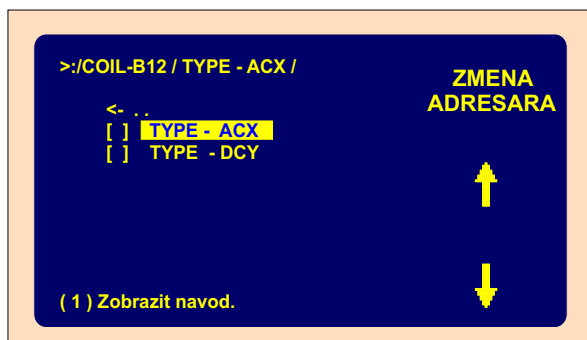 >:/COIL-B12 / TYPE - ACX /
ZMENA
ADRESARA
<- . .
[ ] TYPE - ACX
[ ] TYPE - DCY
( 1 ) Zobrazit navod.